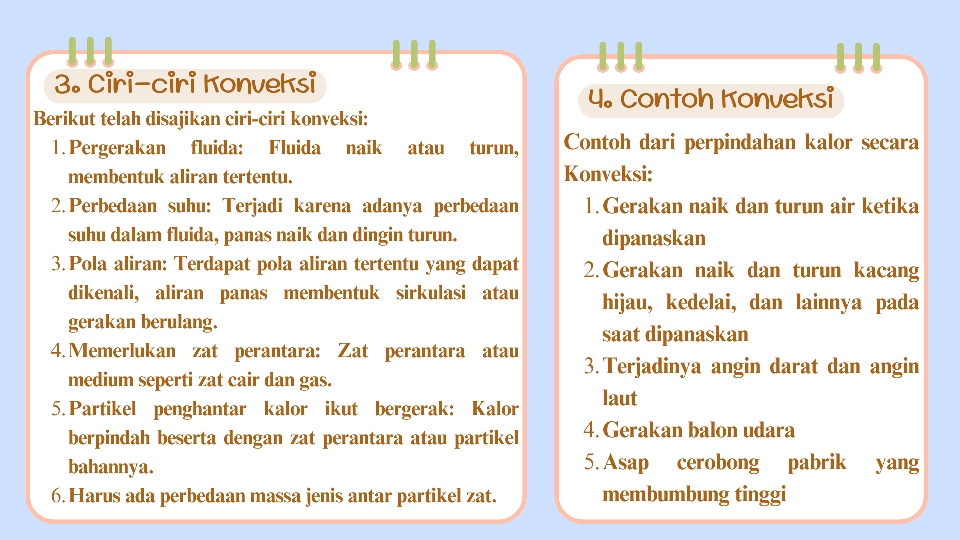 3. Ciri-ciri Konveksi
Berikut telah disajikan ciri-ciri konveksi:
1. Pergerakan fluida: Fluida naik atau turun,
membentuk aliran tertentu.
2. Perbedaan suhu: Terjadi karena adanya perbedaan
suhu dalam fluida, panas naik dan dingin turun.
3. Pola aliran: Terdapat pola aliran tertentu yang dapat
dikenali, aliran panas membentuk sirkulasi atau
gerakan berulang.
4. Memerlukan zat perantara: Zat perantara atau
medium seperti zat cair dan gas.
5. Partikel penghantar kalor ikut bergerak: Kalor
berpindah beserta dengan zat perantara atau partikel
bahannya.
6. Harus ada perbedaan massa jenis antar partikel zat.
4. Contoh Konveksi
Contoh dari perpindahan kalor secara
Konveksi:
1. Gerakan naik dan turun air ketika
dipanaskan
2. Gerakan naik dan turun kacang
hijau, kedelai, dan lainnya pada
saat dipanaskan
3. Terjadinya angin darat dan angin
laut
4. Gerakan balon udara
5. Asap cerobong pabrik yang
membumbung tinggi